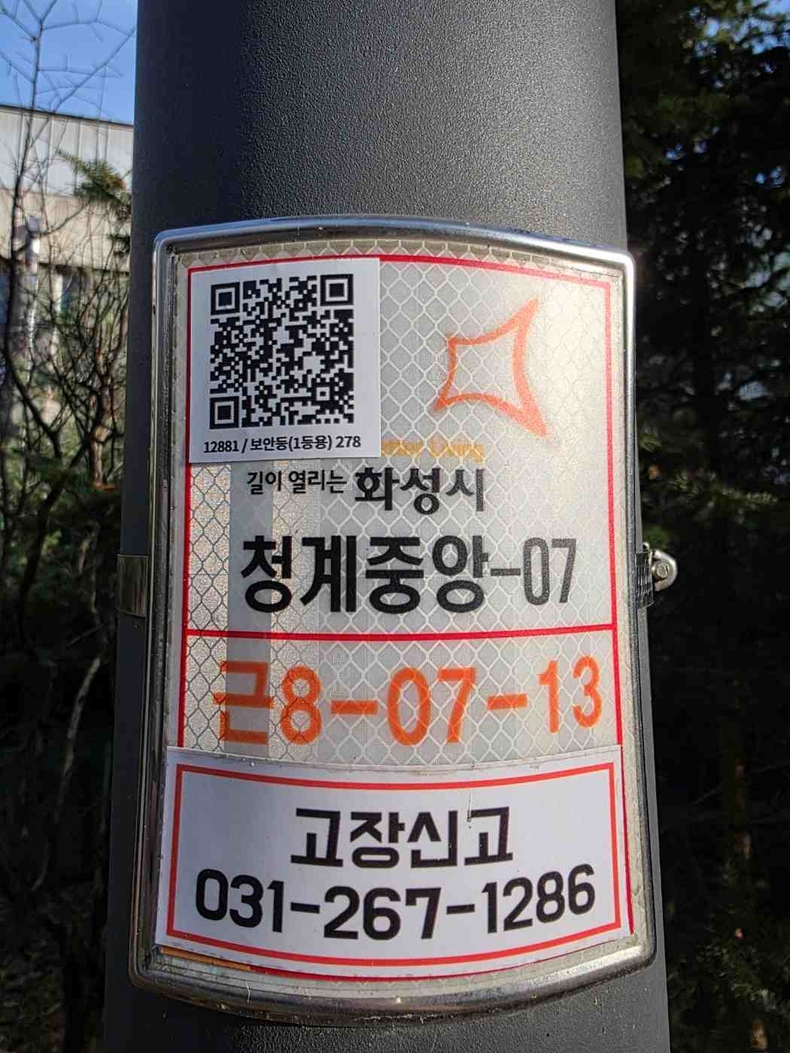 12881 / 보안등(1등용) 278
길이 열리는 화성시
청계중앙-07
근8-07-13
고장신고
031-267-1286